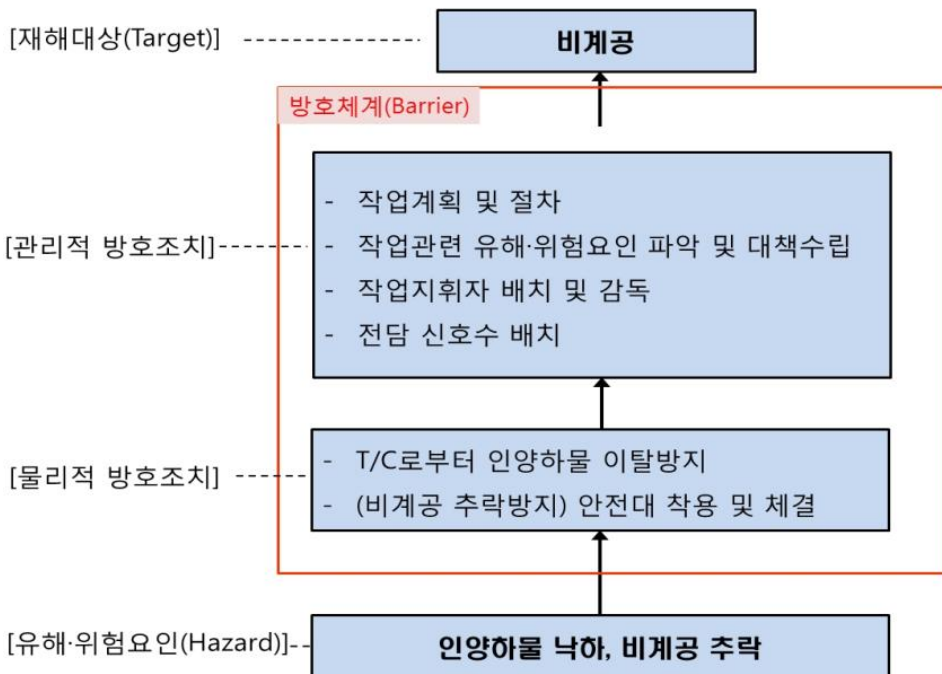 [재해대상(Target)]
비계공
방호체계(Barrier)
[관리적 방호조치]
- 작업계획 및 절차
- 작업관련 유해·위험요인 파악 및 대책수립
- 작업지휘자 배치 및 감독
- 전담 신호수 배치
[물리적 방호조치]
- T/C로부터 인양하물 이탈방지
- (비계공 추락방지) 안전대 착용 및 체결
[유해·위험요인(Hazard)]
인양하물 낙하, 비계공 추락